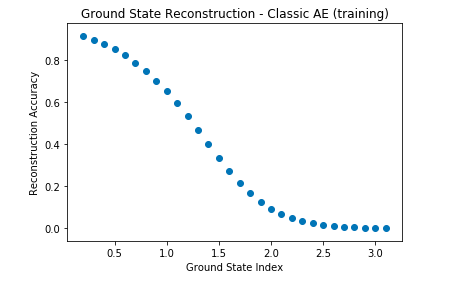 Ground State Reconstruction - Classic AE (training)
Reconstruction Accuracy
0.8
0.6
0.4
0.2
0.0
0.5 1.0 1.5 2.0 2.5 3.0
Ground State Index